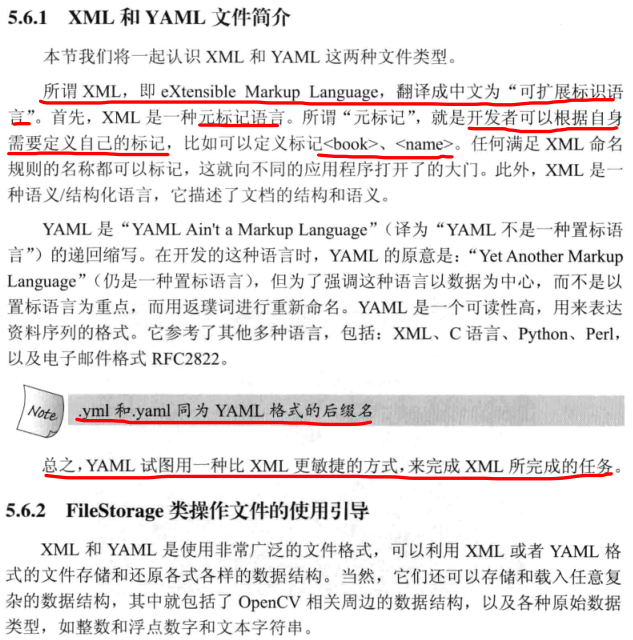 5.6.1 XML 和 YAML 文件简介
本节我们将一起认识 XML 和 YAML 这两种文件类型。
所谓 XML，即 eXtensible Markup Language，翻译成中文为“可扩展标识语
言”。首先，XML 是一种元标记语言。所谓“元标记”，就是开发者可以根据自身
需要定义自己的标记，比如可以定义标记<book>、<name>。任何满足 XML 命名
规则的名称都可以标记，这就向不同的应用程序打开了的大门。此外，XML 是一
种语义/结构化语言，它描述了文档的结构和语义。
YAML 是“YAML Ain't a Markup Language”（译为“YAML 不是一种置标语
言”）的递回缩写。在开发的这种语言时，YAML 的原意是：“Yet Another Markup
Language”（仍是一种置标语言），但为了强调这种语言以数据为中心，而不是以
置标语言为重点，而用返璞词进行重新命名。YAML 是一个可读性高，用来表达
资料序列的格式。它参考了其他多种语言，包括：XML、C 语言、Python、Perl，
以及电子邮件格式 RFC2822。
Note .yml 和.yaml 同为 YAML 格式的后缀名
总之，YAML 试图用一种比 XML 更敏捷的方式，来完成 XML 所完成的任务。
5.6.2 FileStorage 类操作文件的使用引导
XML 和 YAML 是使用非常广泛的文件格式，可以利用 XML 或者 YAML 格
式的文件存储和还原各式各样的数据结构。当然，它们还可以存储和载入任意复
杂的数据结构，其中就包括了 OpenCV 相关周边的数据结构，以及各种原始数据
类型，如整数和浮点数字和文本字符串。